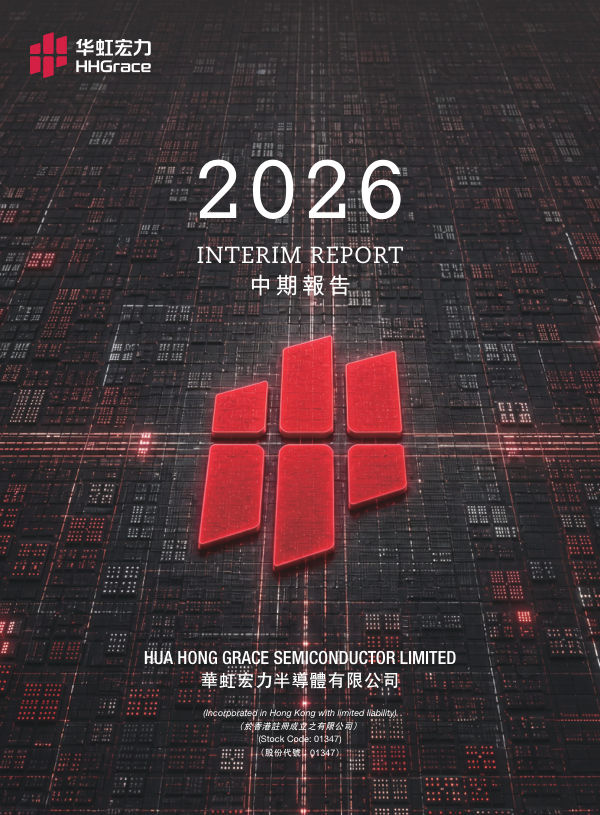 华虹宏力
HHGrace
2026
INTERIM REPORT
中期報告
HUA HONG GRACE SEMICONDUCTOR LIMITED
華虹宏力半導體有限公司
(Incorporated in Hong Kong with limited liability)
（於香港註冊成立之有限公司）
(Stock Code: 01347)
（股份代號：01347）